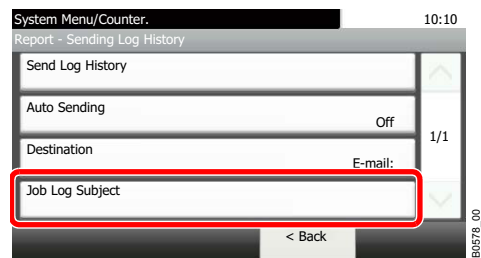 System Menu/Counter.
10:10
Report - Sending Log History
Send Log History
Auto Sending
Off
1/1
Destination
E-mail:
Job Log Subject
< Back
B0578_00